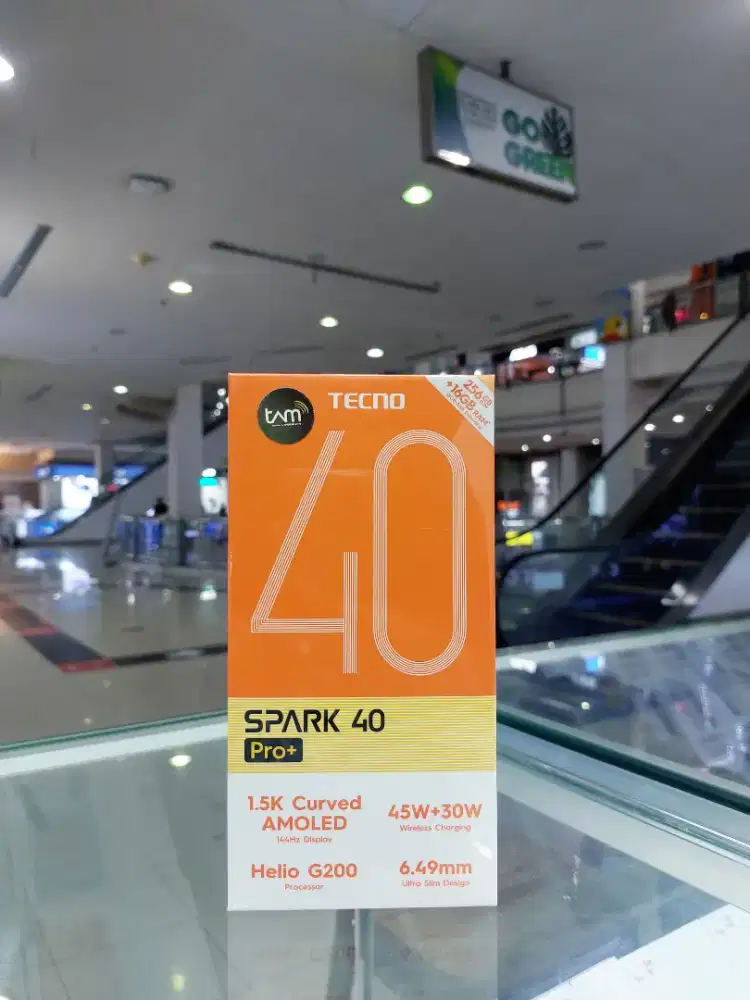 GO
GREEN
tam
TECNO
256GB
+16GB RAM*
40
SPARK 40
Pro+
1.5K Curved
AMOLED
144Hz Display
45W+30W
Wireless Charging
Helio G200
Processor
6.49mm
Ultra Slim Design